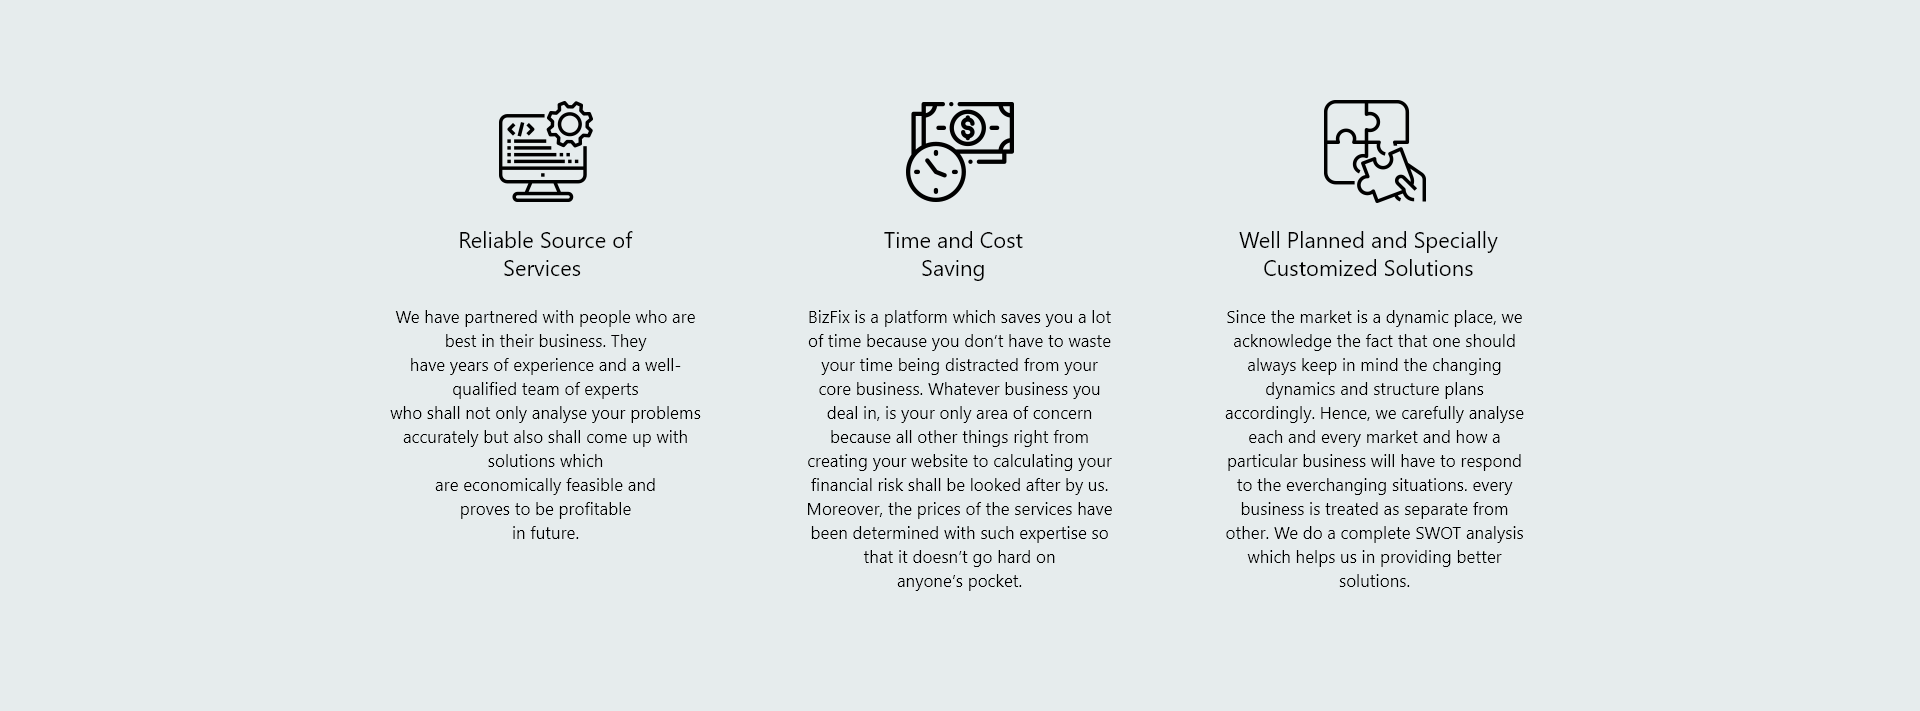 Reliable Source of
Services
We have partnered with people who are
best in their business. They
have years of experience and a well-
qualified team of experts
who shall not only analyse your problems
accurately but also shall come up with
solutions which
are economically feasible and
proves to be profitable
in future.
Time and Cost
Saving
BizFix is a platform which saves you a lot
of time because you don’t have to waste
your time being distracted from your
core business. Whatever business you
deal in, is your only area of concern
because all other things right from
creating your website to calculating your
financial risk shall be looked after by us.
Moreover, the prices of the services have
been determined with such expertise so
that it doesn’t go hard on
anyone’s pocket.
Well Planned and Specially
Customized Solutions
Since the market is a dynamic place, we
acknowledge the fact that one should
always keep in mind the changing
dynamics and structure plans
accordingly. Hence, we carefully analyse
each and every market and how a
particular business will have to respond
to the everchanging situations. every
business is treated as separate from
other. We do a complete SWOT analysis
which helps us in providing better
solutions.